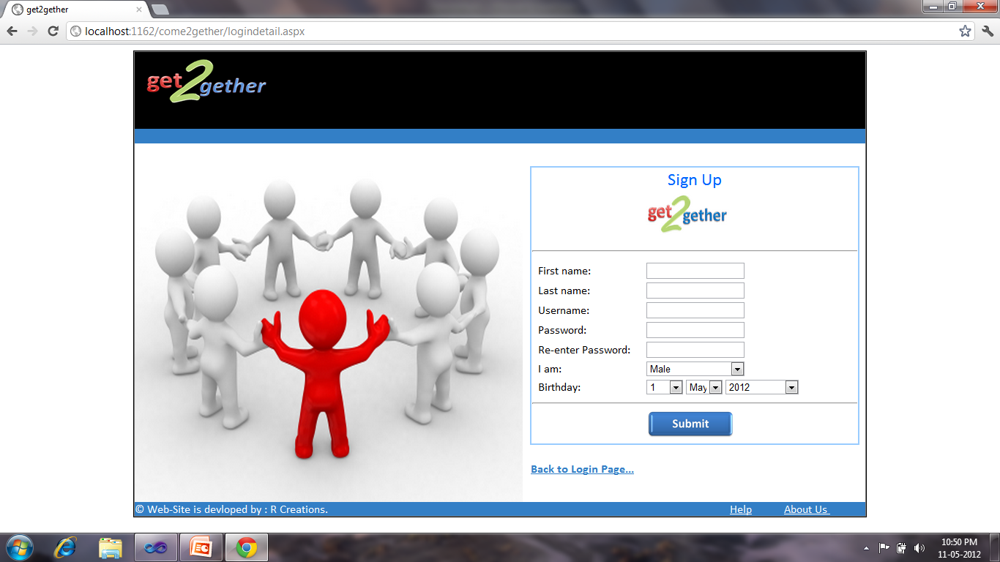 get2gether
localhost:1162/come2gether/logindetail.aspx
get2gether
Sign Up
get2gether
First name:
Last name:
Username:
Password:
Re-enter Password:
I am: Male
Birthday: 1 May 2012
Submit
Back to Login Page...
© Web-Site is devloped by : R Creations. Help About Us
10:50 PM
11-05-2012